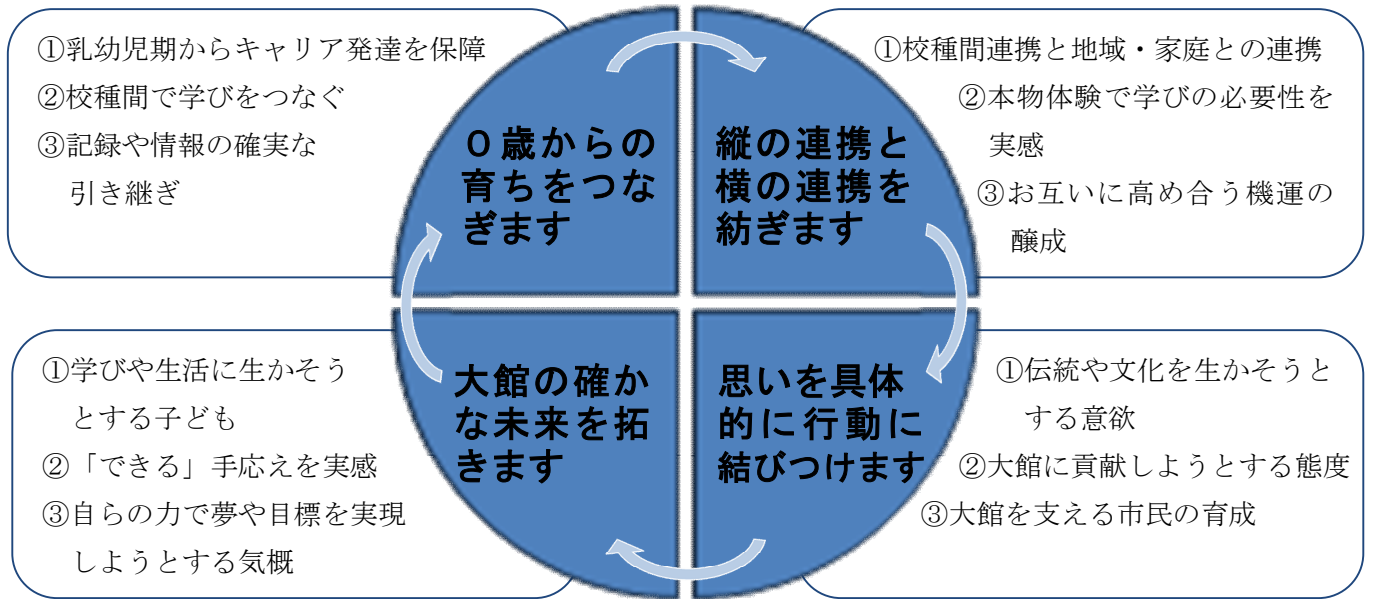 ①乳幼児期からキャリア発達を保障
②校種間で学びをつなぐ
③記録や情報の確実な
引き継ぎ
０歳からの
育ちをつな
ぎます
縦の連携と
横の連携を
紡ぎます
①校種間連携と地域・家庭との連携
②本物体験で学びの必要性を
実感
③お互いに高め合う機運の
醸成
①学びや生活に生かそう
とする子ども
②「できる」手応えを実感
③自らの力で夢や目標を実現
しようとする気概
大館の確か
な未来を拓
きます
思いを具体
的に行動に
結びつけます
①伝統や文化を生かそうと
する意欲
②大館に貢献しようとする態度
③大館を支える市民の育成